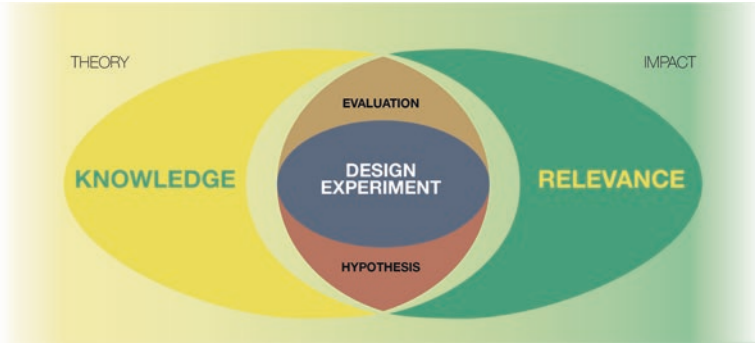 THEORY
IMPACT
EVALUATION
KNOWLEDGE
DESIGN
EXPERIMENT
RELEVANCE
HYPOTHESIS